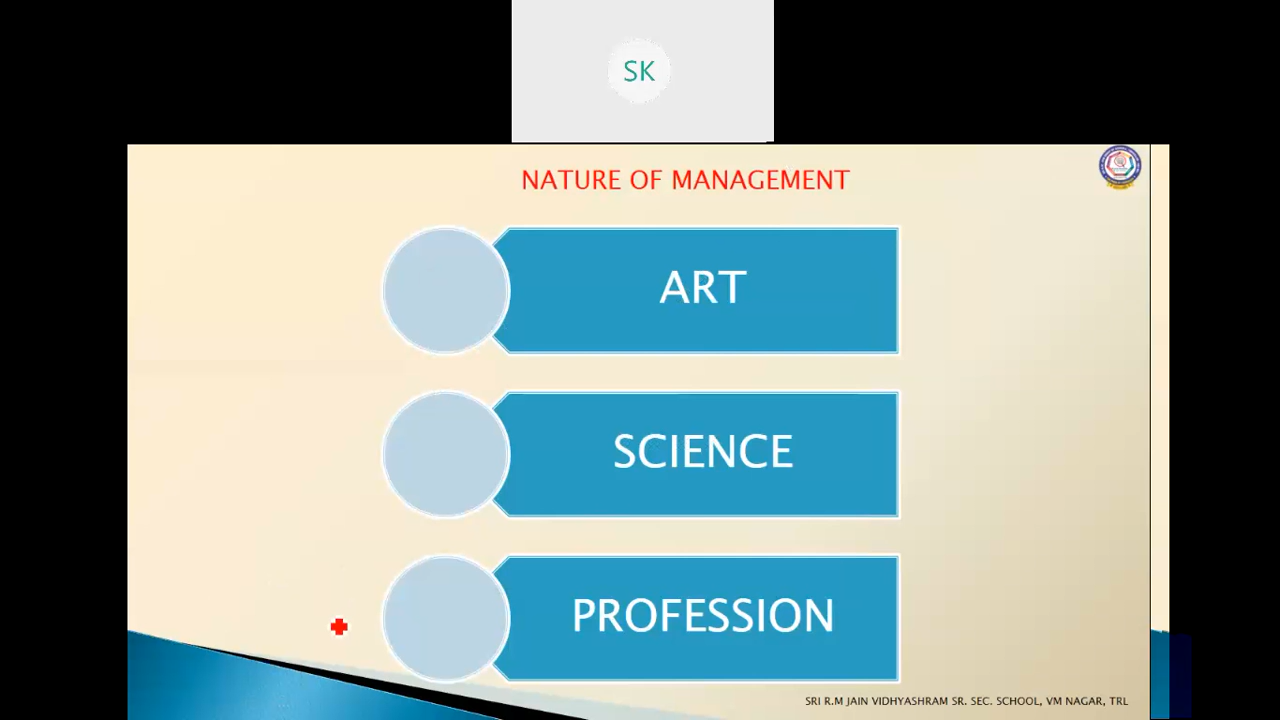 SK
NATURE OF MANAGEMENT
ART
SCIENCE
PROFESSION
SRI R.M JAIN VIDHYASHRAM SR. SEC. SCHOOL, VM NAGAR, TRL